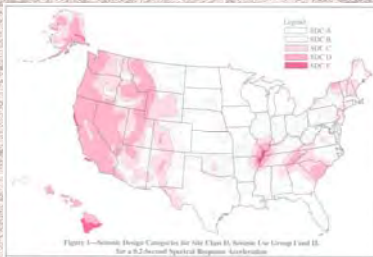 Legend
SDC A
SDC B
SDC C
SDC D
SDC E
Figure 1—Seismic Design Categories for Site Class D, Seismic Use Group I and II,
for a 0.2-Second Spectral Response Acceleration